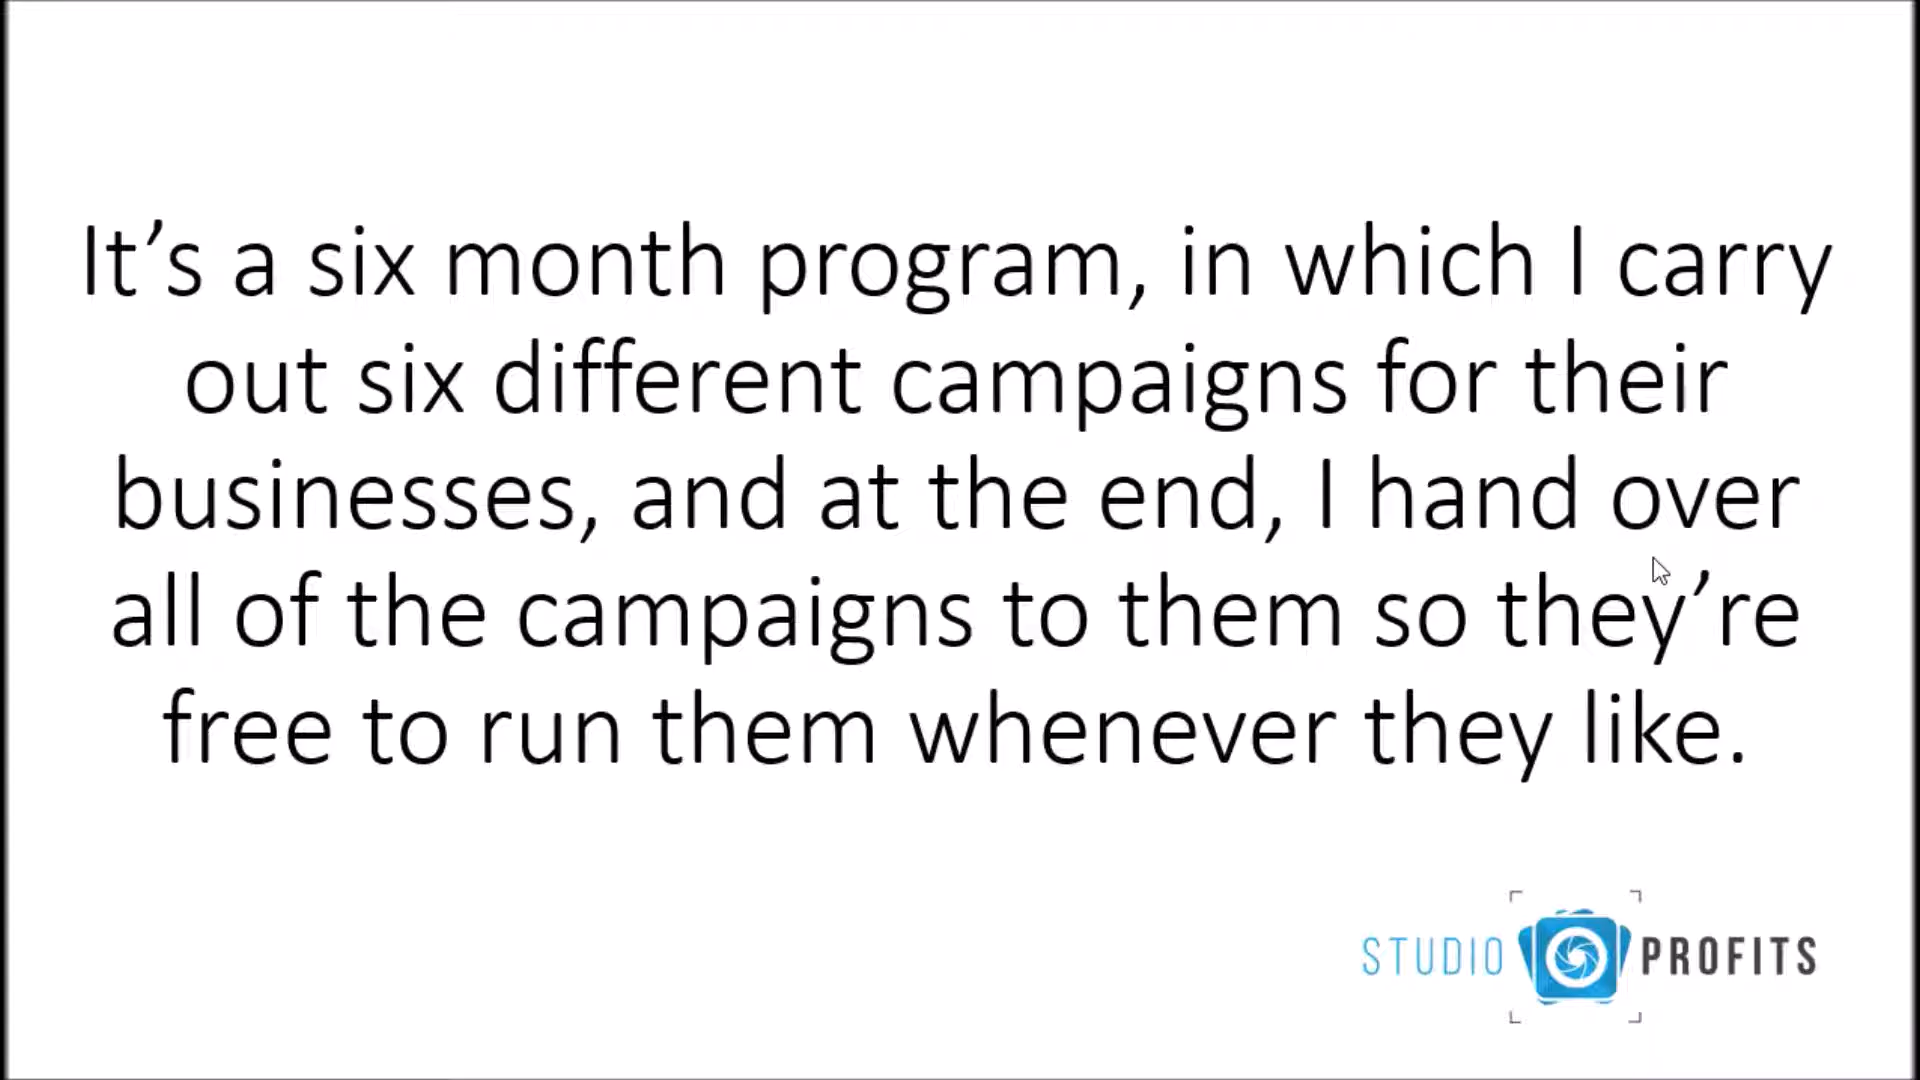 It’s a six month program, in which I carry
out six different campaigns for their
businesses, and at the end, I hand over
all of the campaigns to them so they’re
free to run them whenever they like.
STUDIO PROFITS